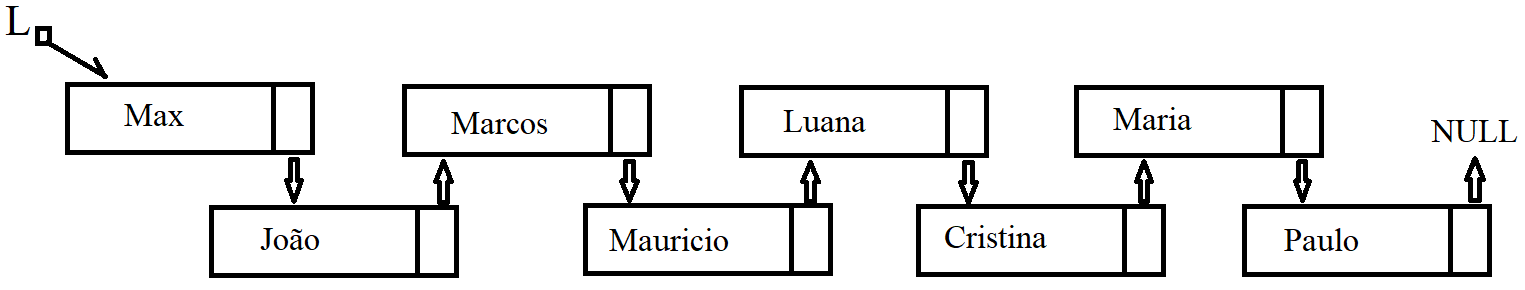 L
Max
João
Marcos
Mauricio
Luana
Cristina
Maria
Paulo
NULL